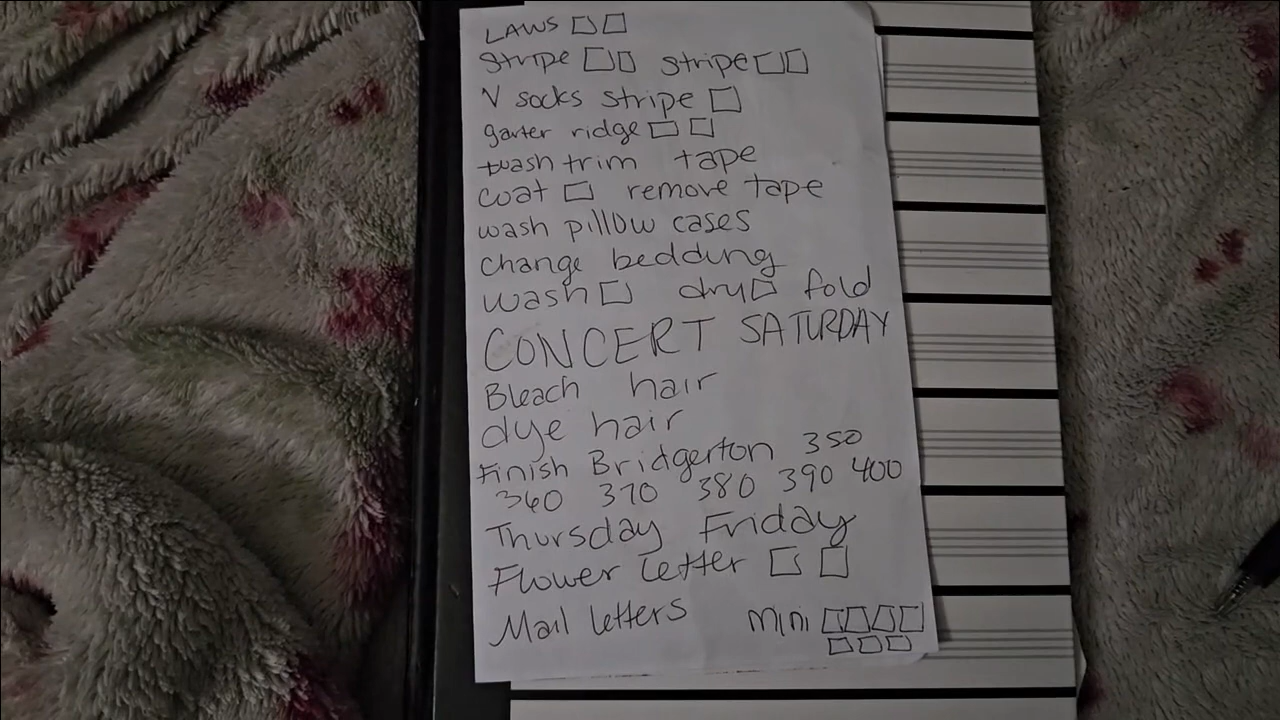 LAWS □ □
stripe □ □ stripe □ □
V socks stripe □
garter ridge □ □
wash trim tape
coat □ remove tape
wash pillow cases
change bedding
wash □ dry □ fold
CONCERT SATURDAY
Bleach hair
dye hair
Finish Bridgerton 350
360 370 380 390 400
Thursday Friday
Flower letter □ □
Mail letters mini □ □ □ □
□ □ □